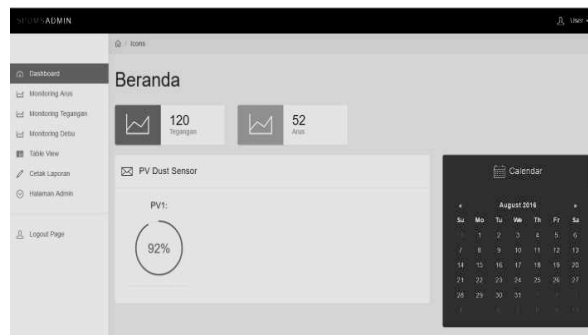 ADMIN
User
/ Icons
Dashboard
Monitoring Arus
Monitoring Tegangan
Monitoring Debu
Table View
Cetak Laporan
Halaman Admin
Logout Page
Beranda
120
Tegangan
52
Arus
PV Dust Sensor
PV1:
92%
Calendar
« August 2016 »
Su Mo Tu We Th Fr Sa
1 2 3 4 5 6
7 8 9 10 11 12 13
14 15 16 17 18 19 20
21 22 23 24 25 26 27
28 29 30 31